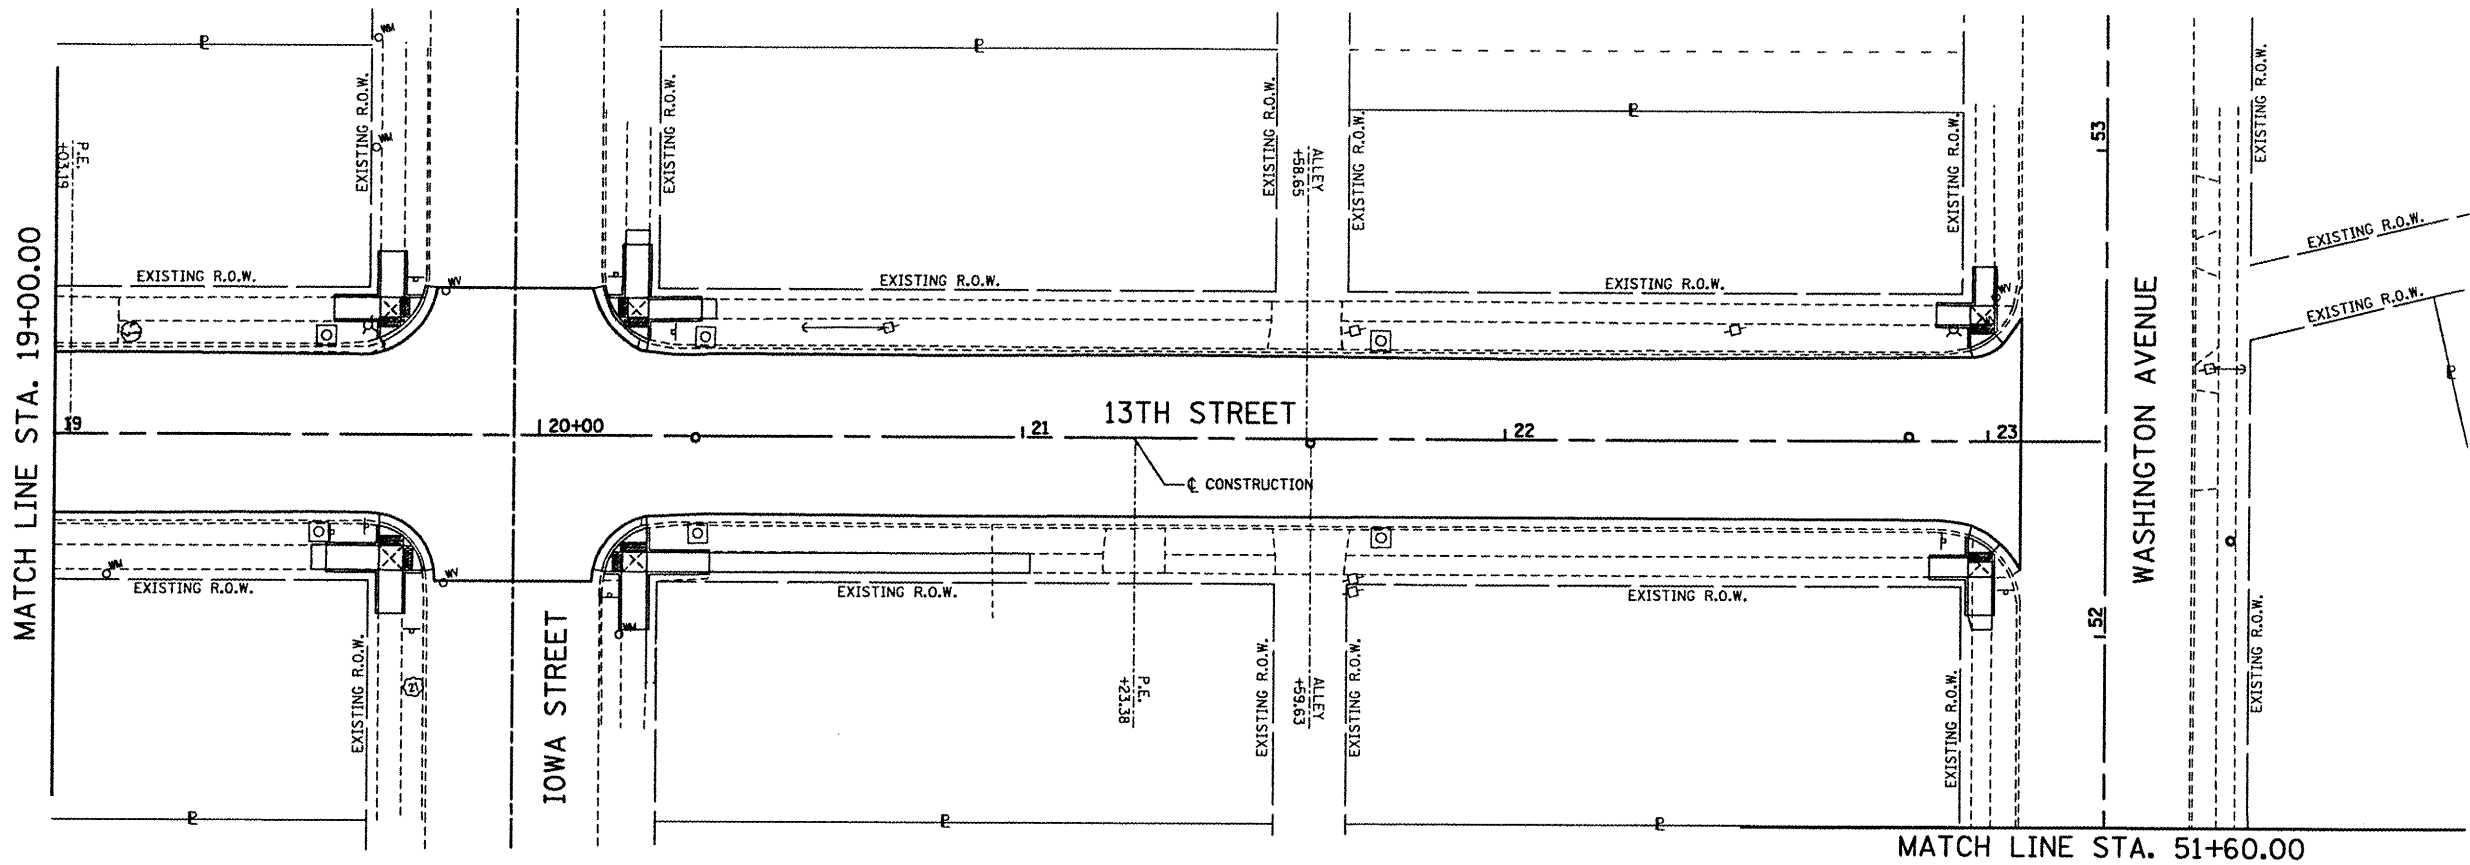 MATCH LINE STA. 19+00.00
P.E.
+03.19
WM
WM
EXISTING R.O.W.
EXISTING R.O.W.
EXISTING R.O.W.
EXISTING R.O.W.
EXISTING R.O.W.
EXISTING R.O.W.
ALLEY
+58.65
EXISTING R.O.W.
EXISTING R.O.W.
EXISTING R.O.W.
53
EXISTING R.O.W.
EXISTING R.O.W.
EXISTING R.O.W.
WV
WV
13TH STREET
19
20+00
21
22
23
℄ CONSTRUCTION
WASHINGTON AVENUE
WM
EXISTING R.O.W.
WV
EXISTING R.O.W.
EXISTING R.O.W.
52
EXISTING R.O.W.
21
IOWA STREET
WM
P.E.
+23.38
EXISTING R.O.W.
ALLEY
+59.63
EXISTING R.O.W.
EXISTING R.O.W.
EXISTING R.O.W.
MATCH LINE STA. 51+60.00